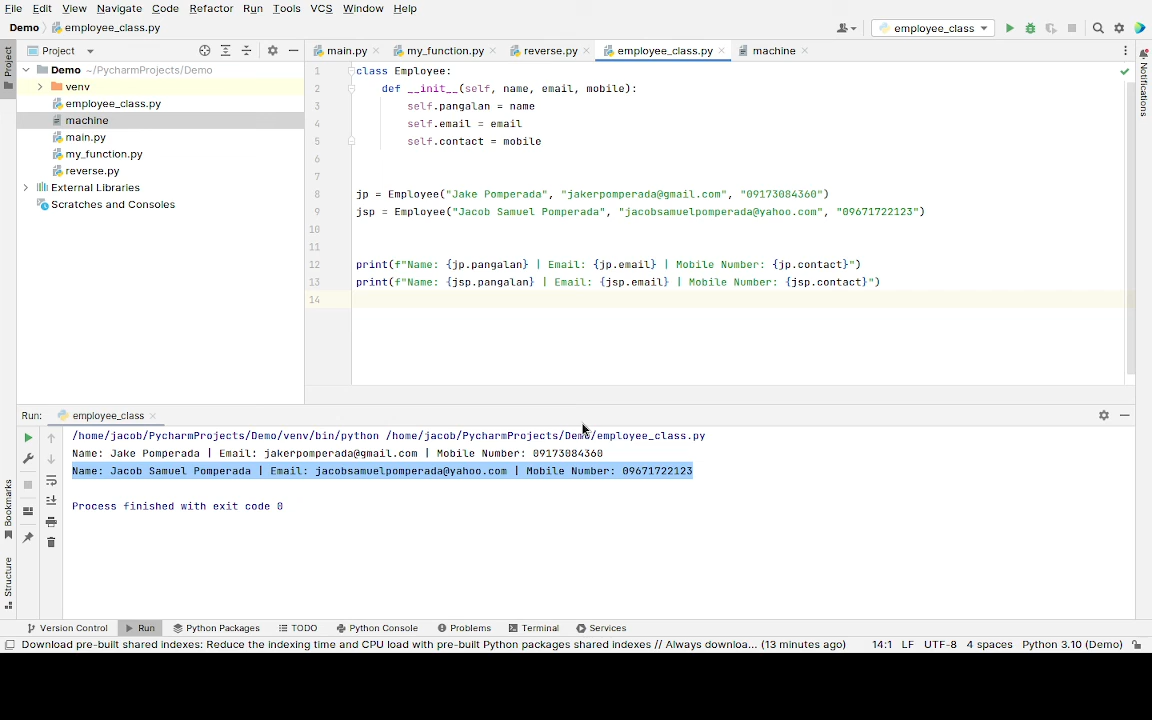 File Edit View Navigate Code Refactor Run Tools VCS Window Help
Demo employee_class.py employee_class
Project main.py my_function.py reverse.py employee_class.py machine
Project
Demo ~/PycharmProjects/Demo
venv
employee_class.py
machine
main.py
my_function.py
reverse.py
External Libraries
Scratches and Consoles
1 class Employee:
2 def __init__(self, name, email, mobile):
3 self.pangalan = name
4 self.email = email
5 self.contact = mobile
6
7
8 jp = Employee("Jake Pomperada", "jakerpomperada@gmail.com", "09173084360")
9 jsp = Employee("Jacob Samuel Pomperada", "jacobsamuelpomperada@yahoo.com", "09671722123")
10
11
12 print(f"Name: {jp.pangalan} | Email: {jp.email} | Mobile Number: {jp.contact}")
13 print(f"Name: {jsp.pangalan} | Email: {jsp.email} | Mobile Number: {jsp.contact}")
14
Notifications
Run: employee_class
/home/jacob/PycharmProjects/Demo/venv/bin/python /home/jacob/PycharmProjects/Demo/employee_class.py
Name: Jake Pomperada | Email: jakerpomperada@gmail.com | Mobile Number: 09173084360
Name: Jacob Samuel Pomperada | Email: jacobsamuelpomperada@yahoo.com | Mobile Number: 09671722123
Process finished with exit code 0
Bookmarks
Structure
Version Control Run Python Packages TODO Python Console Problems Terminal Services
Download pre-built shared indexes: Reduce the indexing time and CPU load with pre-built Python packages shared indexes // Always downloa... (13 minutes ago) 14:1 LF UTF-8 4 spaces Python 3.10 (Demo)